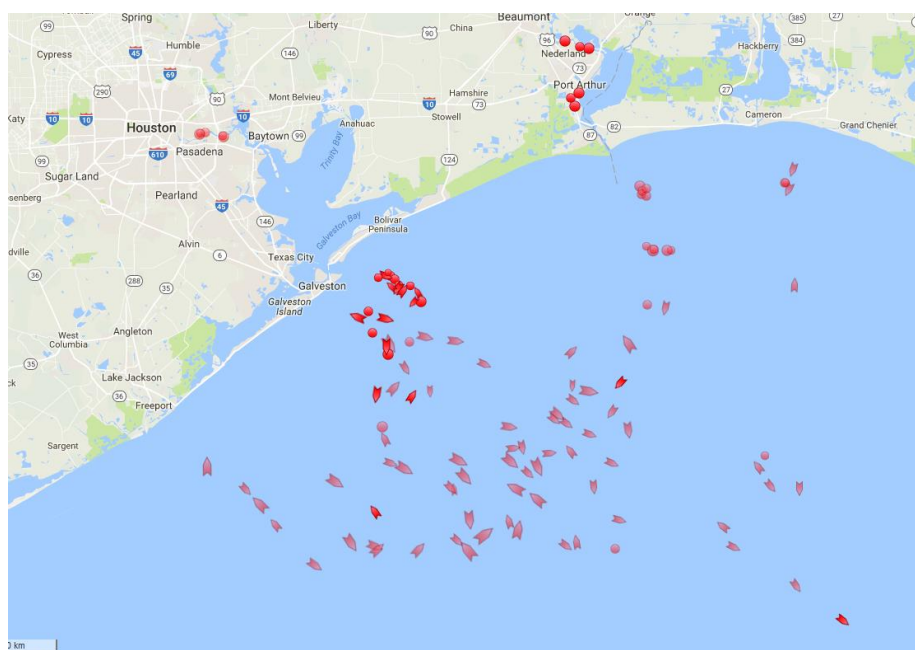 99
Spring
Liberty
China
Beaumont
Orange
385
Cypress
45
Humble
146
90
96
Nederland
Hackberry
384
69
73
290
90
Mont Belvieu
Hamshire
Port Arthur
27
Katy
10
10
Houston
Baytown
99
Anahuac
10
73
Stowell
87
82
27
Cameron
Grand Chenier
99
610
Pasadena
Trinity Bay
124
Sugar Land
Pearland
45
146
Galveston Bay
Bolivar
Peninsula
Alvin
6
Texas City
36
288
35
Galveston
Galveston
Island
West
Columbia
Angleton
35
Lake Jackson
36
Freeport
Sargent
0 km